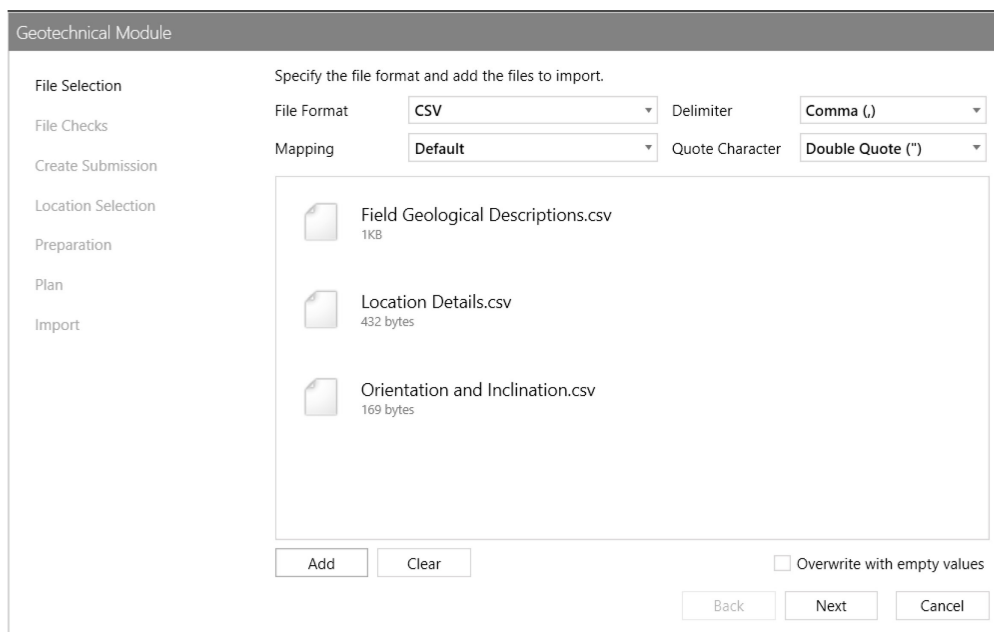 Geotechnical Module
File Selection
File Checks
Create Submission
Location Selection
Preparation
Plan
Import
Specify the file format and add the files to import.
File Format CSV Delimiter Comma (,)
Mapping Default Quote Character Double Quote (")
Field Geological Descriptions.csv
1KB
Location Details.csv
432 bytes
Orientation and Inclination.csv
169 bytes
Add Clear Overwrite with empty values
Back Next Cancel